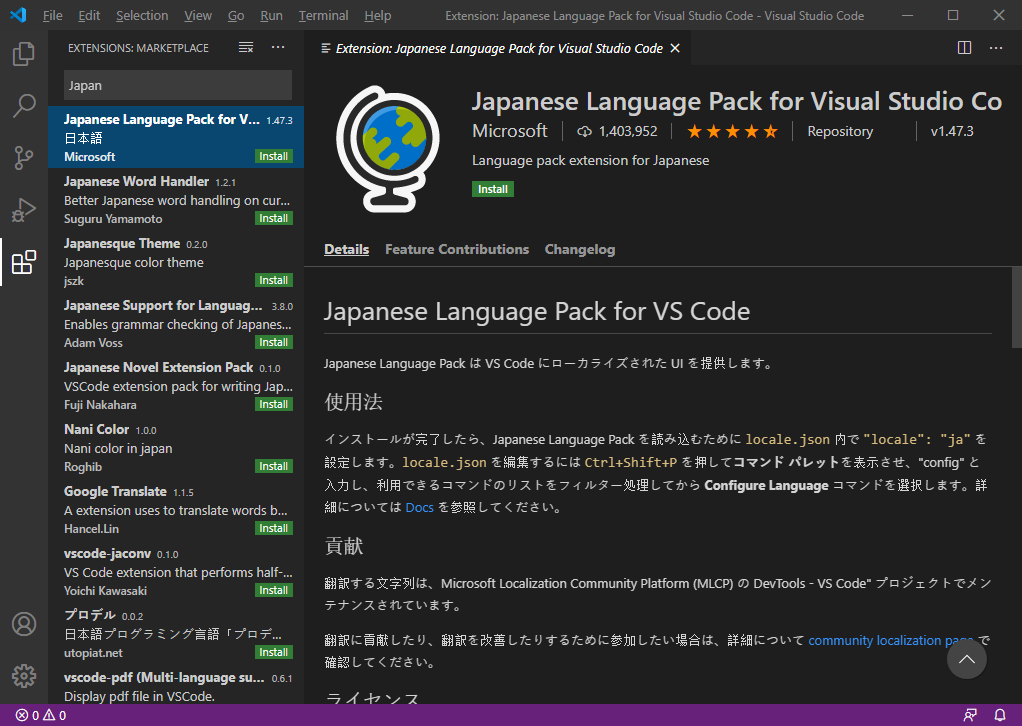 File Edit Selection View Go Run Terminal Help Extension: Japanese Language Pack for Visual Studio Code - Visual Studio Code
EXTENSIONS: MARKETPLACE
Japan
Japanese Language Pack for V... 1.47.3
日本語
Microsoft Install
Japanese Word Handler 1.2.1
Better Japanese word handling on cur...
Suguru Yamamoto Install
Japanesque Theme 0.2.0
Japanesque color theme
jszk Install
Japanese Support for Languag... 3.8.0
Enables grammar checking of Japanes...
Adam Voss Install
Japanese Novel Extension Pack 0.1.0
VSCode extension pack for writing Jap...
Fuji Nakahara Install
Nani Color 1.0.0
Nani color in japan
Roghib Install
Google Translate 1.1.5
A extension uses to translate words b...
Hancel.Lin Install
vscode-jaconv 0.1.0
VS Code extension that performs half-...
Yoichi Kawasaki Install
プロデル 0.0.2
日本語プログラミング言語「プロデ...
utopiat.net Install
vscode-pdf (Multi-language su... 0.6.1
Display pdf file in VSCode.
Extension: Japanese Language Pack for Visual Studio Code
Japanese Language Pack for Visual Studio Co
Microsoft 1,403,952 Repository v1.47.3
Language pack extension for Japanese
Install
Details Feature Contributions Changelog
Japanese Language Pack for VS Code
Japanese Language Pack は VS Code にローカライズされた UI を提供します。
使用法
インストールが完了したら、Japanese Language Pack を読み込むために locale.json 内で "locale": "ja" を
設定します。locale.json を編集するには Ctrl+Shift+P を押してコマンド パレットを表示させ、"config" と
入力し、利用できるコマンドのリストをフィルター処理してから Configure Language コマンドを選択します。詳
細については Docs を参照してください。
貢献
翻訳する文字列は、Microsoft Localization Community Platform (MLCP) の DevTools - VS Code" プロジェクトでメン
テナンスされています。
翻訳に貢献したり、翻訳を改善したりするために参加したい場合は、詳細について community localization page で
確認してください。
ライセンス
0 0